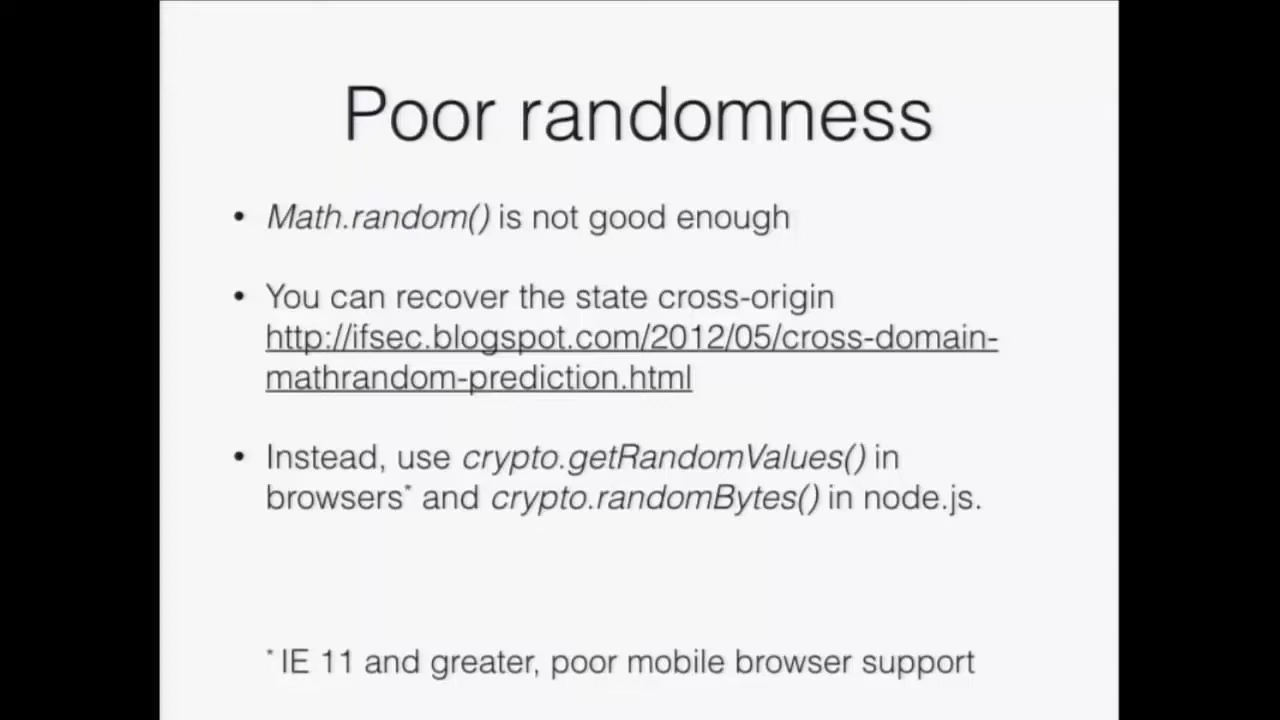 Poor randomness
• Math.random() is not good enough
• You can recover the state cross-origin
http://ifsec.blogspot.com/2012/05/cross-domain-
mathrandom-prediction.html
• Instead, use crypto.getRandomValues() in
browsers* and crypto.randomBytes() in node.js.
* IE 11 and greater, poor mobile browser support